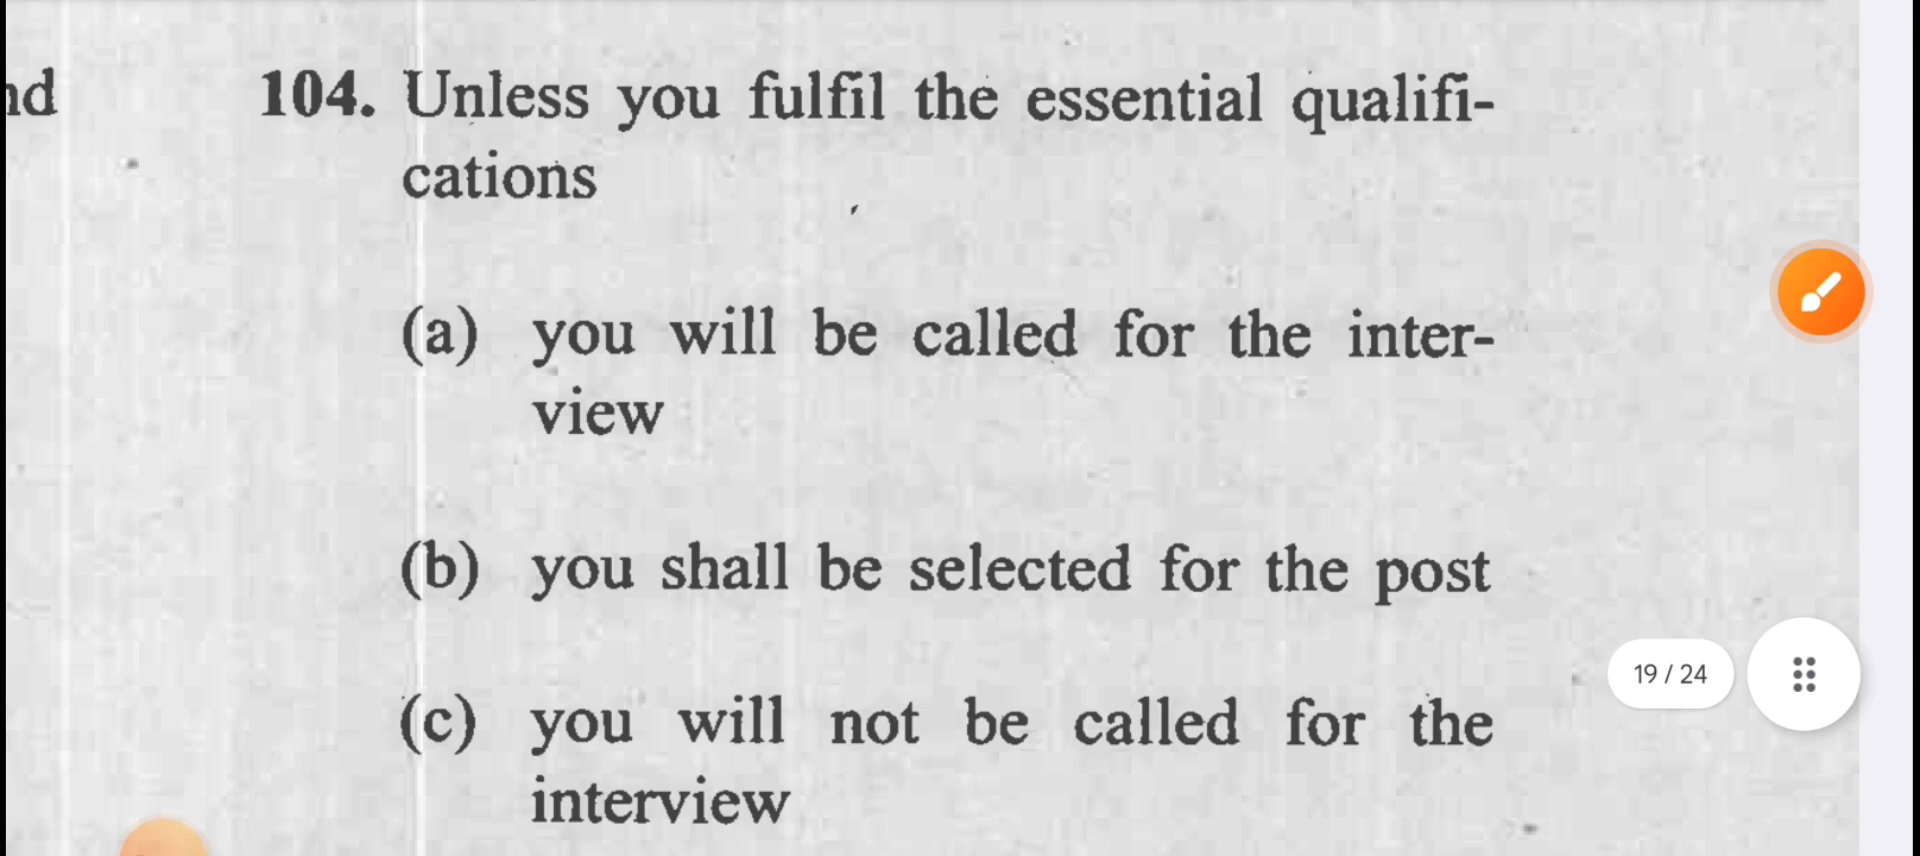 nd
104. Unless you fulfil the essential qualifi-
cations
(a) you will be called for the inter-
view
(b) you shall be selected for the post
(c) you will not be called for the
interview
19 / 24